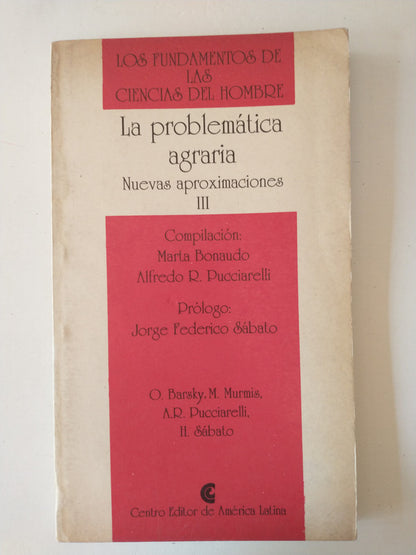 LOS FUNDAMENTOS DE
LAS
CIENCIAS DEL HOMBRE
La problemática
agraria
Nuevas aproximaciones
III
Compilación:
Marta Bonaudo
Alfredo R. Pucciarelli
Prólogo:
Jorge Federico Sábato
O. Barsky, M. Murmis,
A.R. Pucciarelli,
H. Sábato
Centro Editor de América Latina